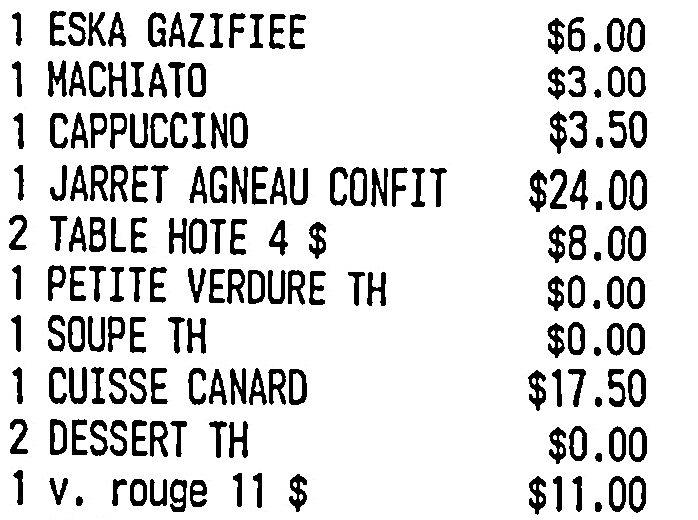 1 ESKA GAZIFIEE $6.00
1 MACHIATO $3.00
1 CAPPUCCINO $3.50
1 JARRET AGNEAU CONFIT $24.00
2 TABLE HOTE 4 $ $8.00
1 PETITE VERDURE TH $0.00
1 SOUPE TH $0.00
1 CUISSE CANARD $17.50
2 DESSERT TH $0.00
1 v. rouge 11 $ $11.00